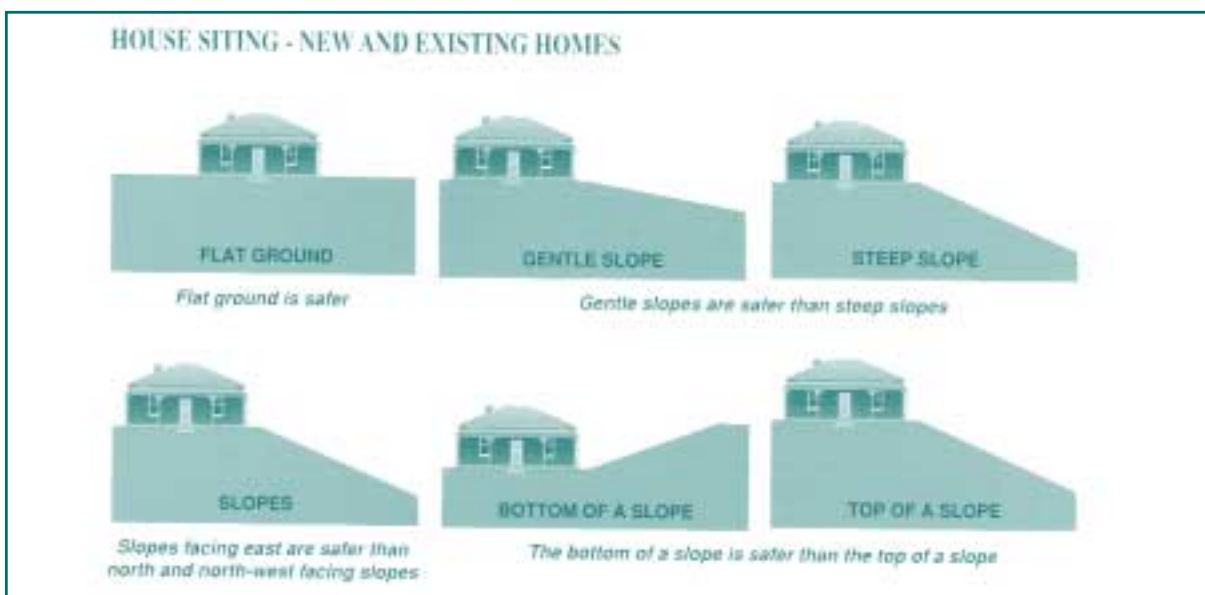 HOUSE SITING - NEW AND EXISTING HOMES
FLAT GROUND
GENTLE SLOPE
STEEP SLOPE
Flat ground is safer
Gentle slopes are safer than steep slopes
SLOPES
BOTTOM OF A SLOPE
TOP OF A SLOPE
Slopes facing east are safer than
north and north-west facing slopes
The bottom of a slope is safer than the top of a slope